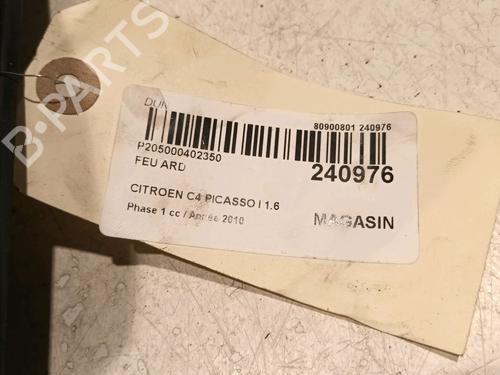 B-PARTS
DUN
80900801 240976
P205000402350
FEU ARD
240976
CITROEN C4 PICASSO I 1.6
Phase 1 cc / Année 2010
MAGASIN